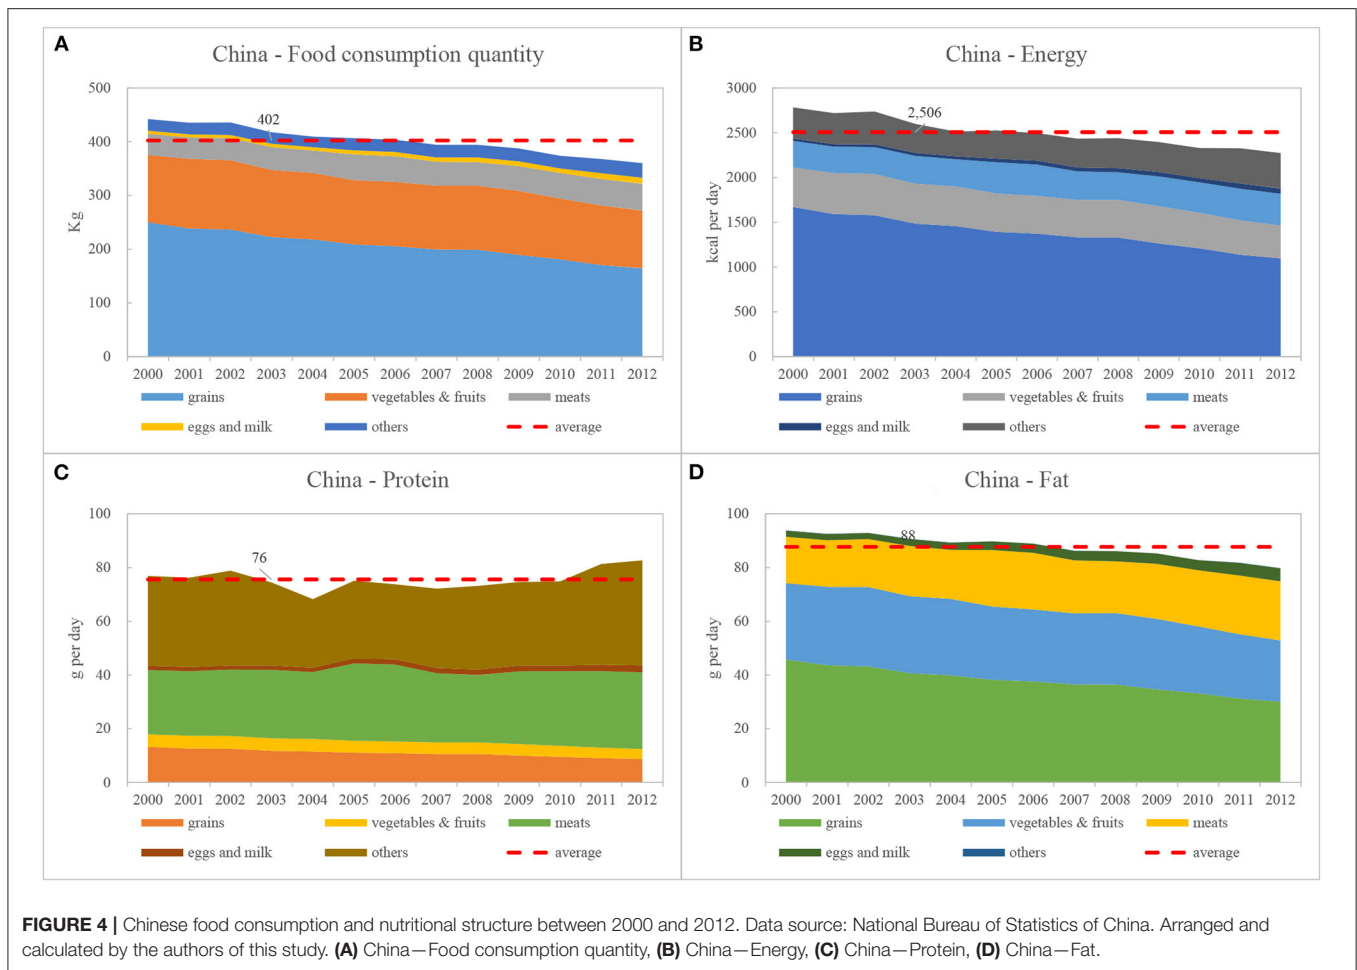 A
China - Food consumption quantity
500
400
300
200
100
0
Kg
402
2000 2001 2002 2003 2004 2005 2006 2007 2008 2009 2010 2011 2012
grains vegetables & fruits meats
eggs and milk others average
B
China - Energy
3000
2500
2000
1500
1000
500
0
kcal per day
2,506
2000 2001 2002 2003 2004 2005 2006 2007 2008 2009 2010 2011 2012
grains vegetables & fruits meats
eggs and milk others average
C
China - Protein
100
80
60
40
20
0
g per day
76
2000 2001 2002 2003 2004 2005 2006 2007 2008 2009 2010 2011 2012
grains vegetables & fruits meats
eggs and milk others average
D
China - Fat
100
80
60
40
20
0
g per day
88
2000 2001 2002 2003 2004 2005 2006 2007 2008 2009 2010 2011 2012
grains vegetables & fruits meats
eggs and milk others average
FIGURE 4 | Chinese food consumption and nutritional structure between 2000 and 2012. Data source: National Bureau of Statistics of China. Arranged and
calculated by the authors of this study. (A) China—Food consumption quantity, (B) China—Energy, (C) China—Protein, (D) China—Fat.